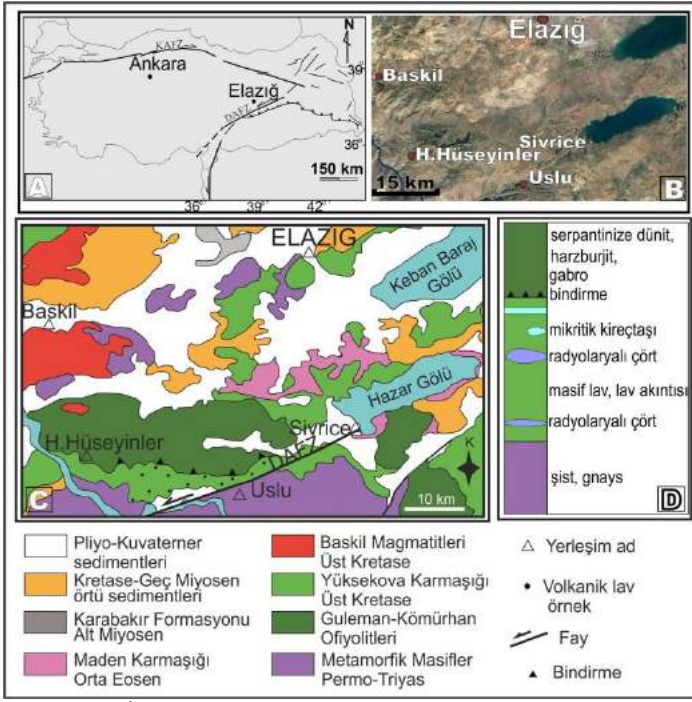 N
KAFZ
Ankara
Elazığ
DAFZ
39
36
150 km
A
36° 39° 42°
Elazığ
Baskil
Sivrice
H.Hüseyinler
Uslu
15 km
B
ELAZIG
Keban Baraj
Gölü
Baskil
Hazar Gölü
Sivrice
H.Hüseyinler
DAFZ
Uslu
K
10 km
C
serpantinize dünit,
harzburjit,
gabro
bindirme
mikritik kireçtaşı
radyolaryalı çört
masif lav, lav akıntısı
radyolaryalı çört
şist, gnays
D
Pliyo-Kuvaterner
sedimentleri
Kretase-Geç Miyosen
örtü sedimentleri
Karabakır Formasyonu
Alt Miyosen
Maden Karmaşığı
Orta Eosen
Baskil Magmatitleri
Üst Kretase
Yüksekova Karmaşığı
Üst Kretase
Guleman-Kömürhan
Ofiyolitleri
Metamorfik Masifler
Permo-Triyas
Yerleşim ad
Volkanik lav
örnek
Fay
Bindirme